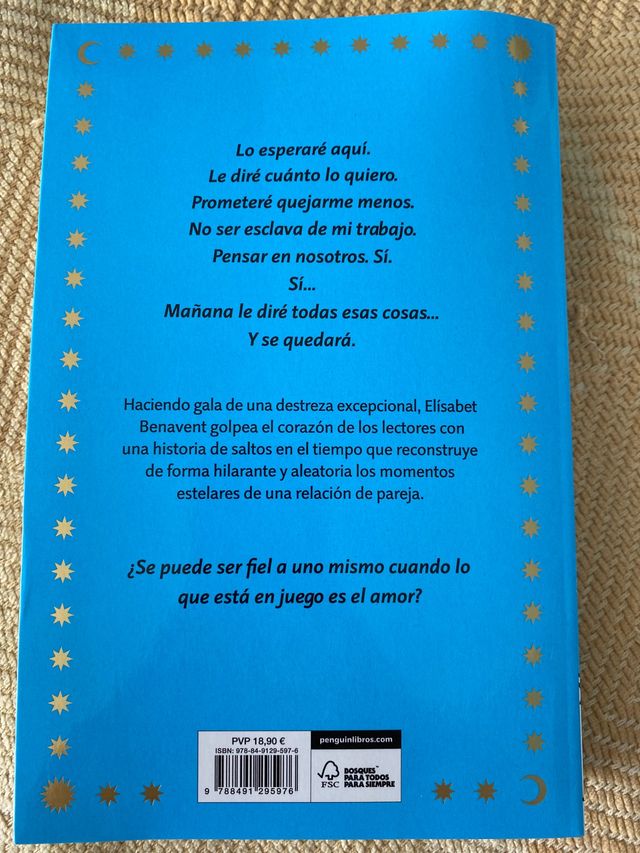 Lo esperaré aquí.
Le diré cuánto lo quiero.
Prometeré quejarme menos.
No ser esclava de mi trabajo.
Pensar en nosotros. Sí.
Sí...
Mañana le diré todas esas cosas...
Y se quedará.
Haciendo gala de una destreza excepcional, Elísabet
Benavent golpea el corazón de los lectores con
una historia de saltos en el tiempo que reconstruye
de forma hilarante y aleatoria los momentos
estelares de una relación de pareja.
¿Se puede ser fiel a uno mismo cuando lo
que está en juego es el amor?
PVP 18,90 €
ISBN: 978-84-9129-597-6
9 788491 295976
penguinlibros.com
FSC
BOSQUES
PARA TODOS
PARA SIEMPRE